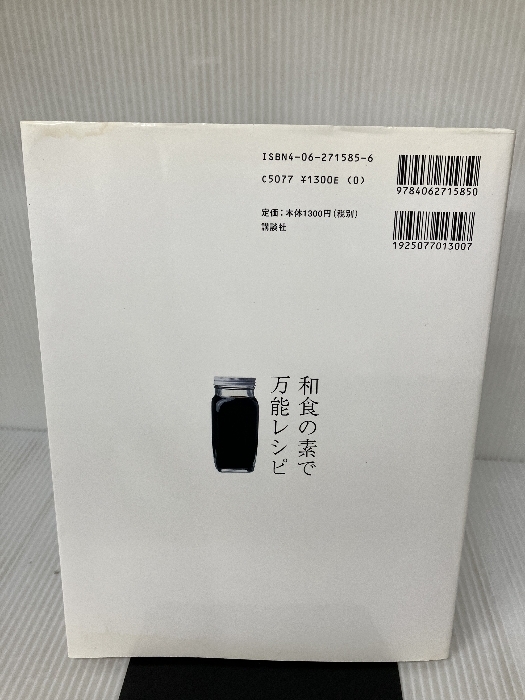 ISBN4-06-271585-6
C5077 ¥1300E (0)
定価：本体1300円(税別)
講談社
9784062715850
1925077013007
和食の素で
万能レシピ